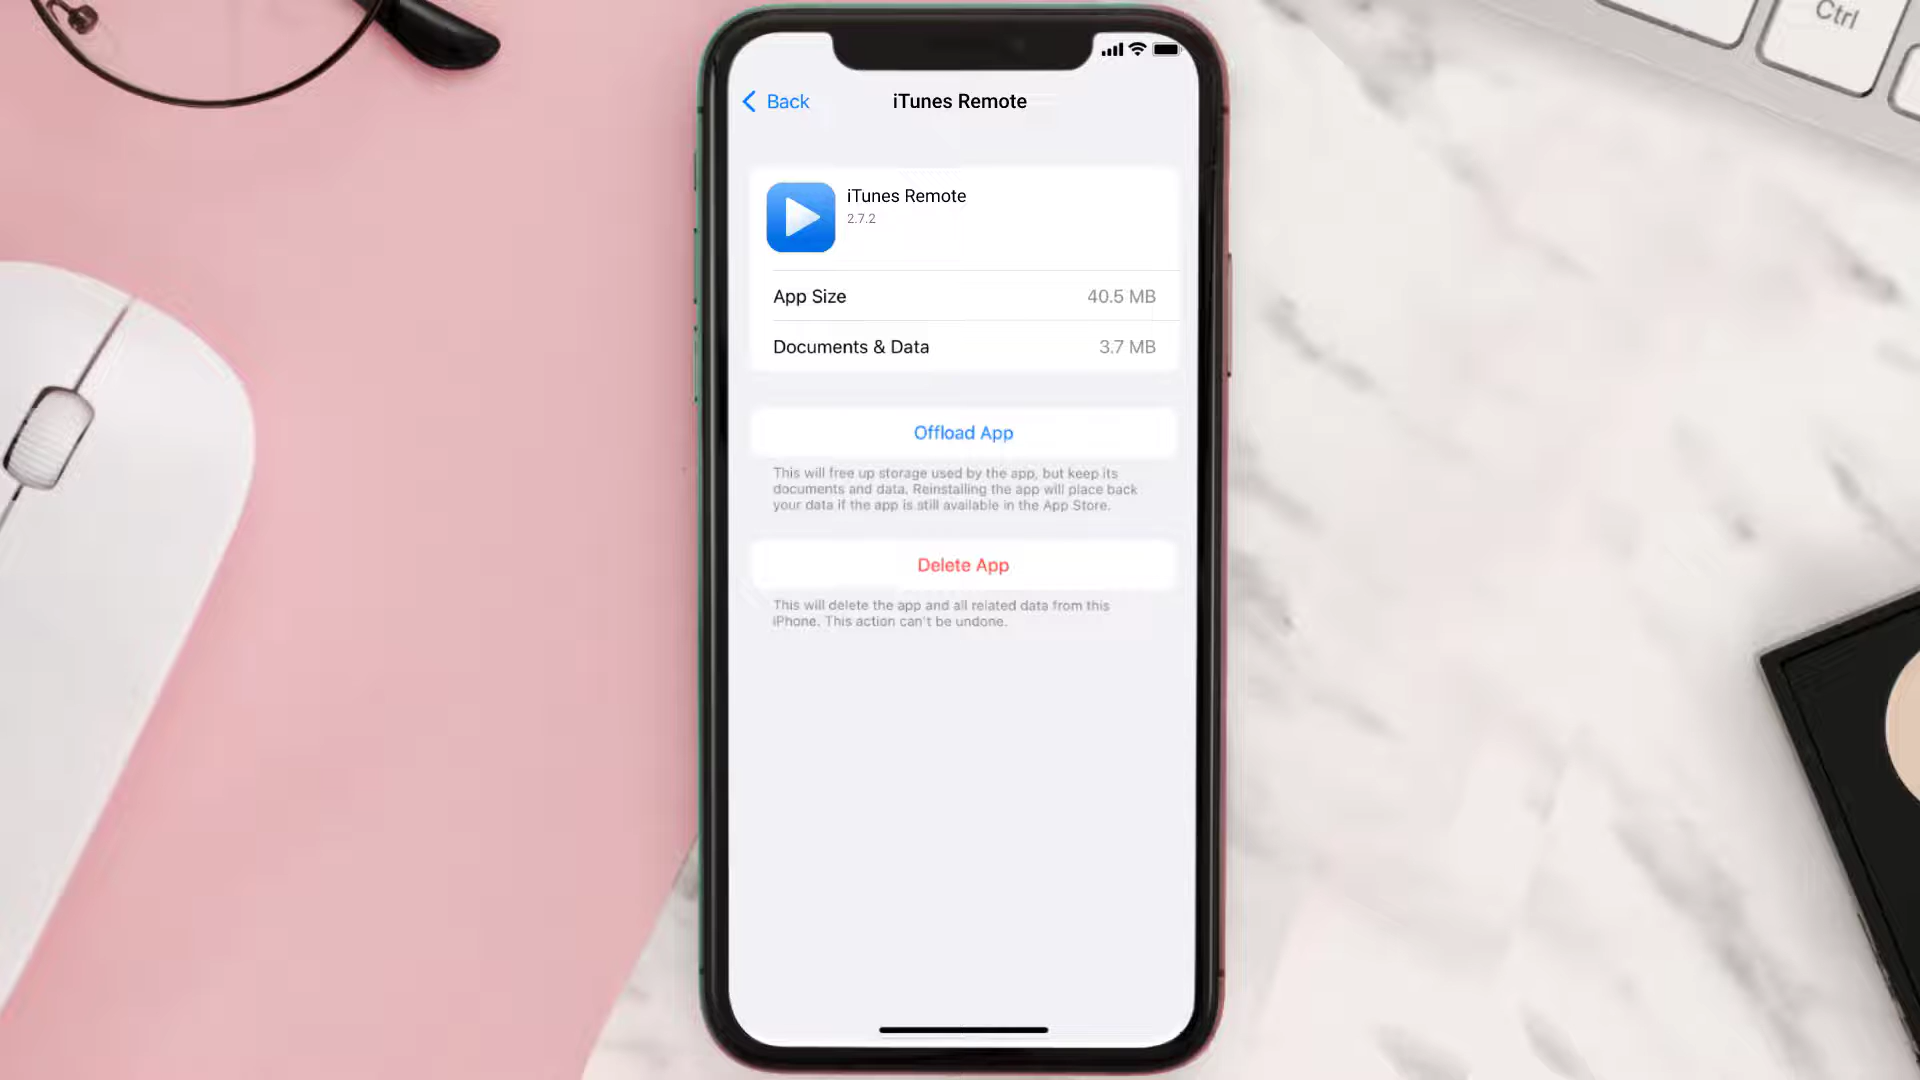 Ctrl
Back
iTunes Remote
iTunes Remote
2.7.2
App Size
40.5 MB
Documents & Data
3.7 MB
Offload App
This will free up storage used by the app, but keep its
documents and data. Reinstalling the app will place back
your data if the app is still available in the App Store.
Delete App
This will delete the app and all related data from this
iPhone. This action can't be undone.